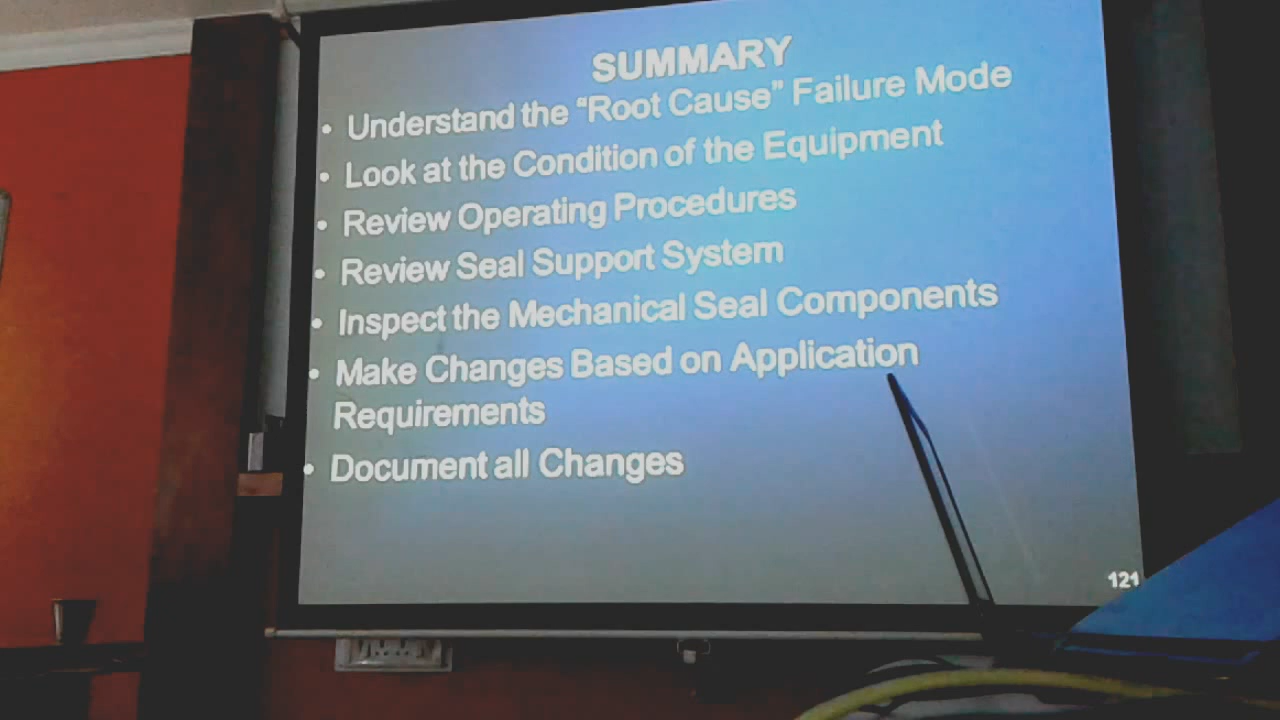 SUMMARY
• Understand the “Root Cause” Failure Mode
• Look at the Condition of the Equipment
• Review Operating Procedures
• Review Seal Support System
• Inspect the Mechanical Seal Components
• Make Changes Based on Application
Requirements
• Document all Changes
121